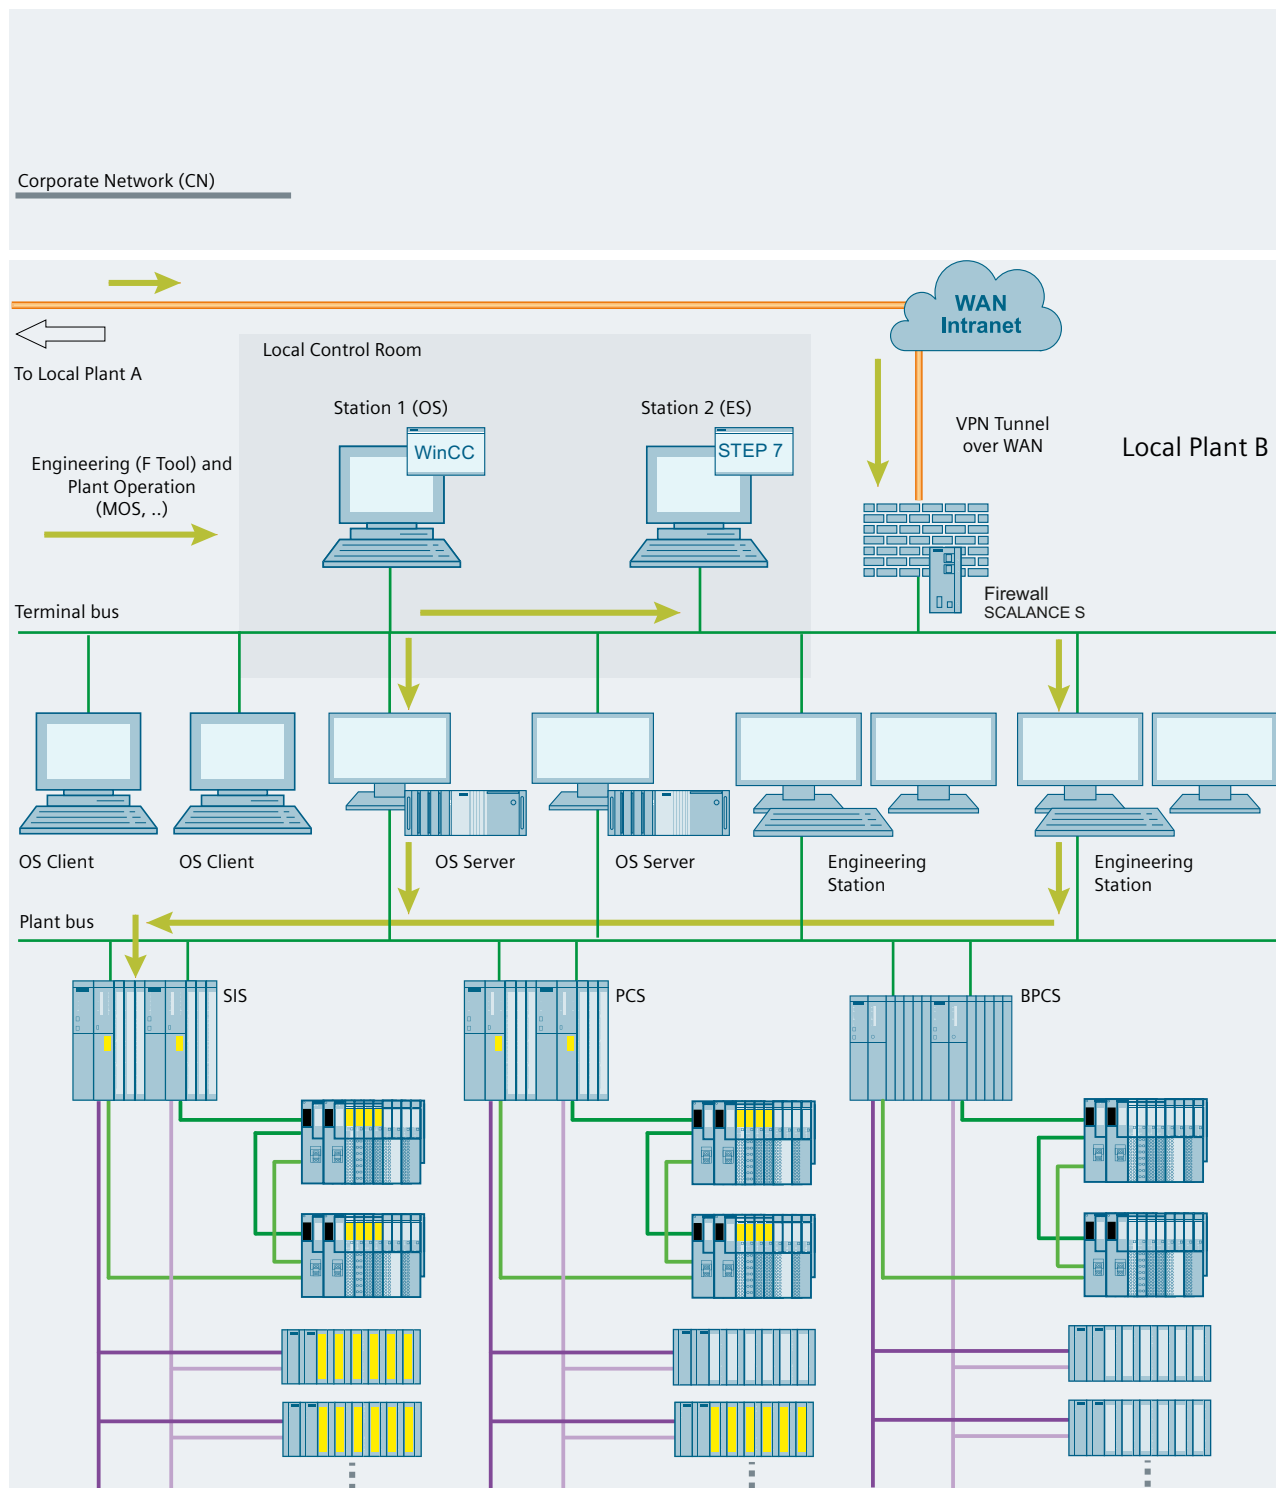 Corporate Network (CN)
WAN
Intranet
To Local Plant A
Local Control Room
Station 1 (OS)
Station 2 (ES)
WinCC
STEP 7
VPN Tunnel
over WAN
Local Plant B
Engineering (F Tool) and
Plant Operation
(MOS, ..)
Firewall
SCALANCE S
Terminal bus
OS Client
OS Client
OS Server
OS Server
Engineering
Station
Engineering
Station
Plant bus
SIS
PCS
BPCS